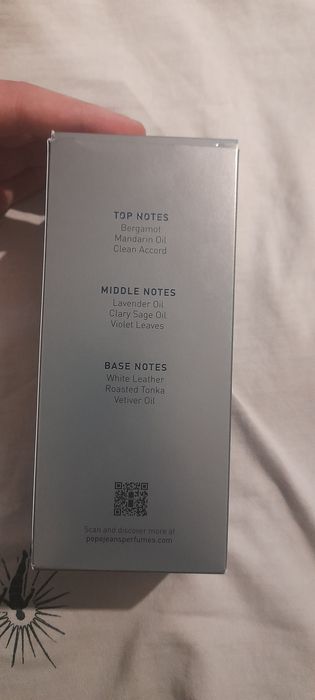 TOP NOTES
Bergamot
Mandarin Oil
Clean Accord
MIDDLE NOTES
Lavender Oil
Clary Sage Oil
Violet Leaves
BASE NOTES
White Leather
Roasted Tonka
Vetiver Oil
Scan and discover more at
pepejeansperfumes.com